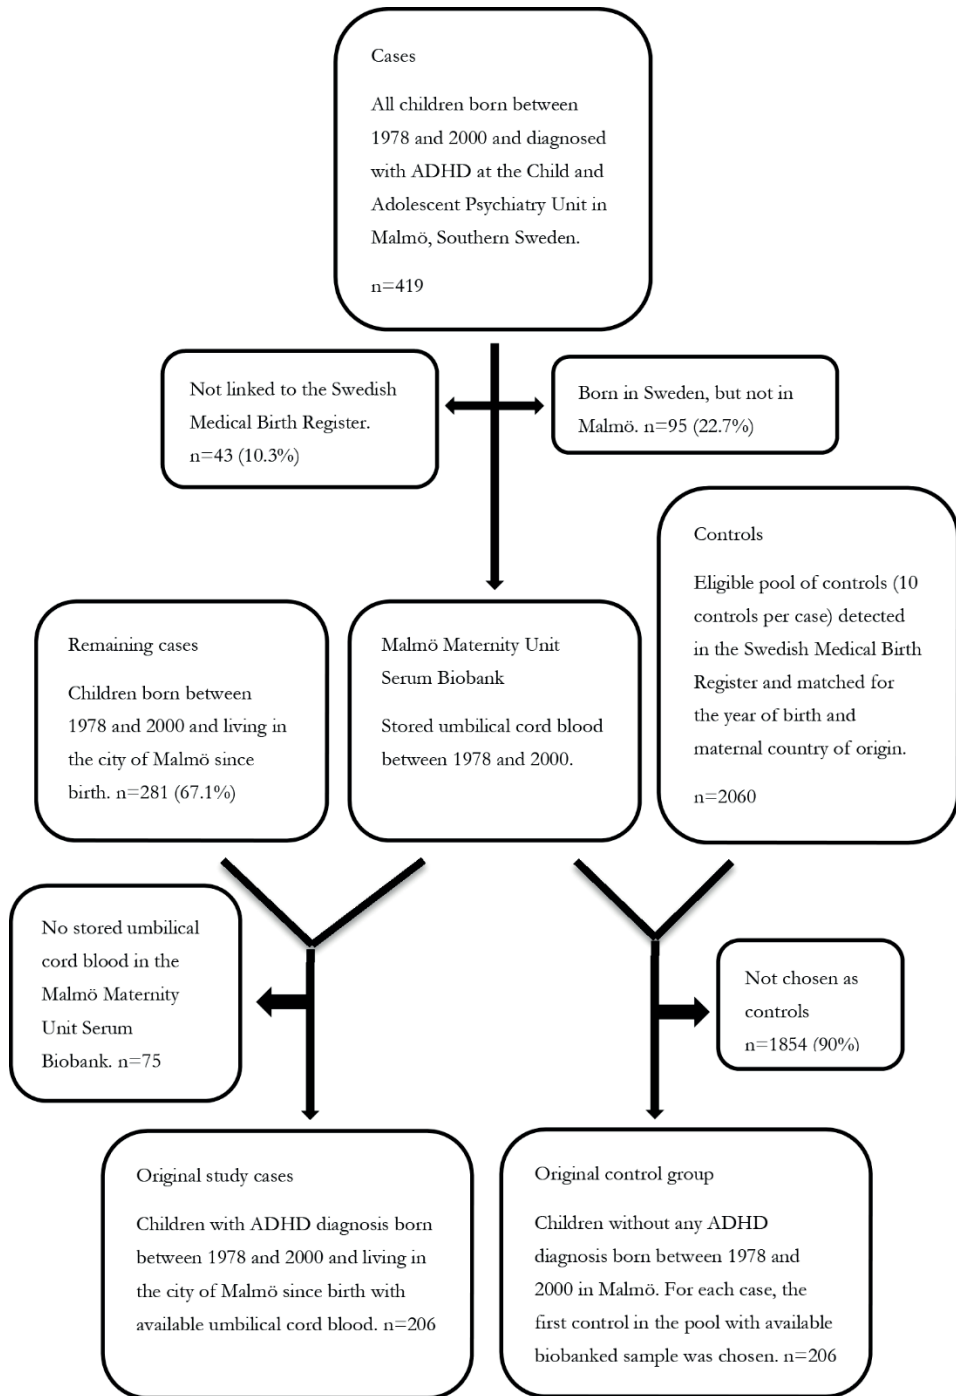 Cases
All children born between
1978 and 2000 and diagnosed
with ADHD at the Child and
Adolescent Psychiatry Unit in
Malmö, Southern Sweden.
n=419
Not linked to the Swedish
Medical Birth Register.
n=43 (10.3%)
Born in Sweden, but not in
Malmö. n=95 (22.7%)
Remaining cases
Children born between
1978 and 2000 and living in
the city of Malmö since
birth. n=281 (67.1%)
Malmö Maternity Unit
Serum Biobank
Stored umbilical cord blood
between 1978 and 2000.
Controls
Eligible pool of controls (10
controls per case) detected
in the Swedish Medical Birth
Register and matched for
the year of birth and
maternal country of origin.
n=2060
No stored umbilical
cord blood in the
Malmö Maternity
Unit Serum
Biobank. n=75
Not chosen as
controls
n=1854 (90%)
Original study cases
Children with ADHD diagnosis born
between 1978 and 2000 and living in
the city of Malmö since birth with
available umbilical cord blood. n=206
Original control group
Children without any ADHD
diagnosis born between 1978 and
2000 in Malmö. For each case, the
first control in the pool with available
biobanked sample was chosen. n=206